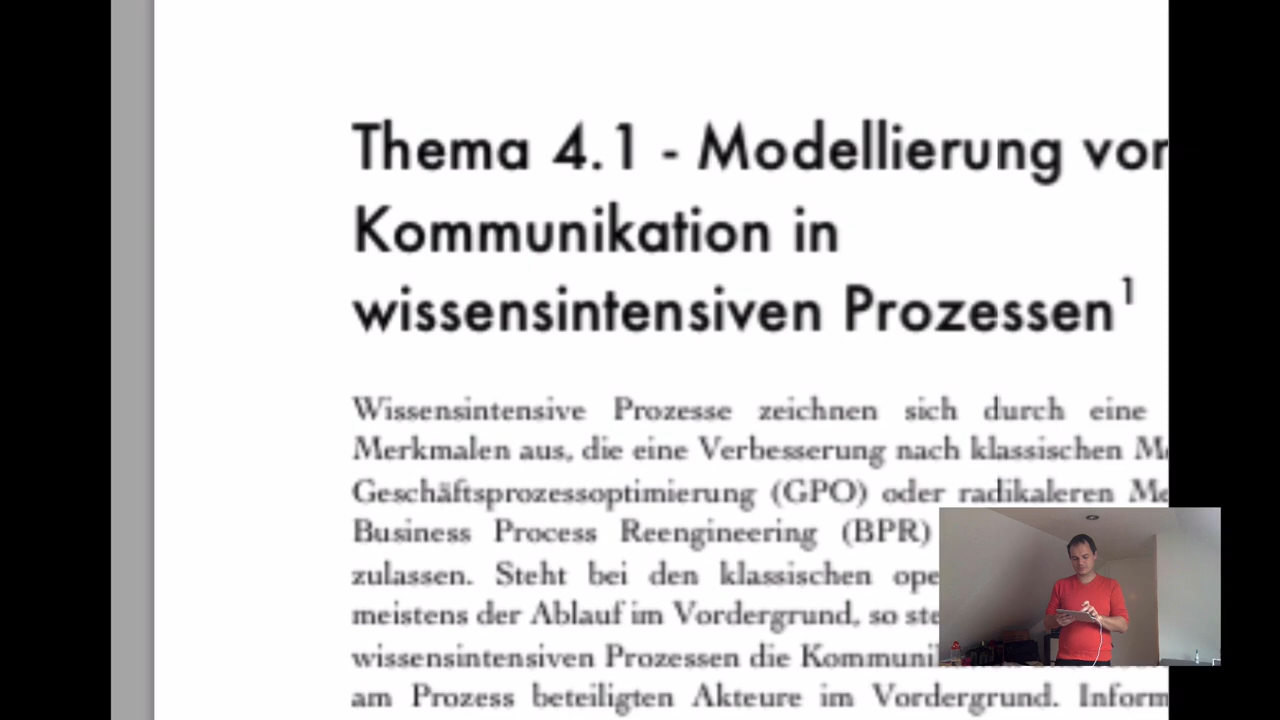 Thema 4.1 - Modellierung
Kommunikation in
wissensintensiven Prozessen¹
Wissensintensive Prozesse zeichnen sich durch eine
Merkmalen aus, die eine Verbesserung nach klassischen
Geschäftsprozessoptimierung (GPO) oder radikaleren
Business Process Reengineering (BPR)
zulassen. Steht bei den klassischen
meistens der Ablauf im Vordergrund, so
wissensintensiven Prozessen die
am Prozess beteiligten Akteure im Vordergrund.